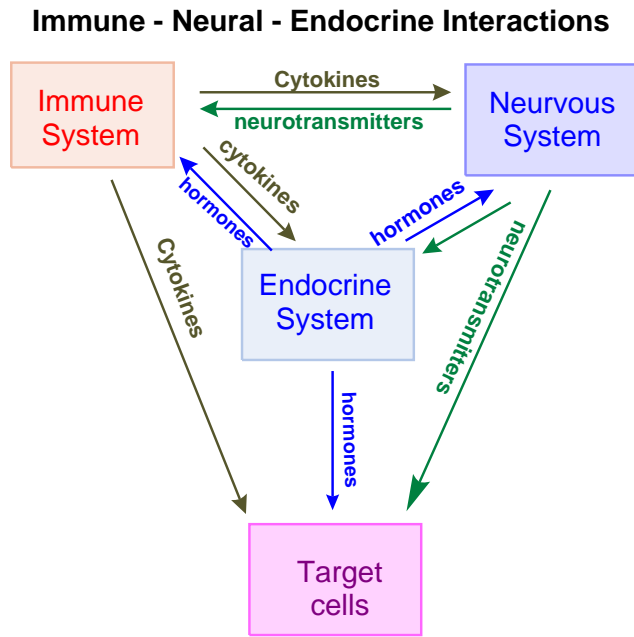 Immune - Neural - Endocrine Interactions
Immune
System
Cytokines
neurotransmitters
Neurvous
System
cytokines
hormones
hormones
Endocrine
System
Cytokines
neurotransmitters
hormones
Target
cells